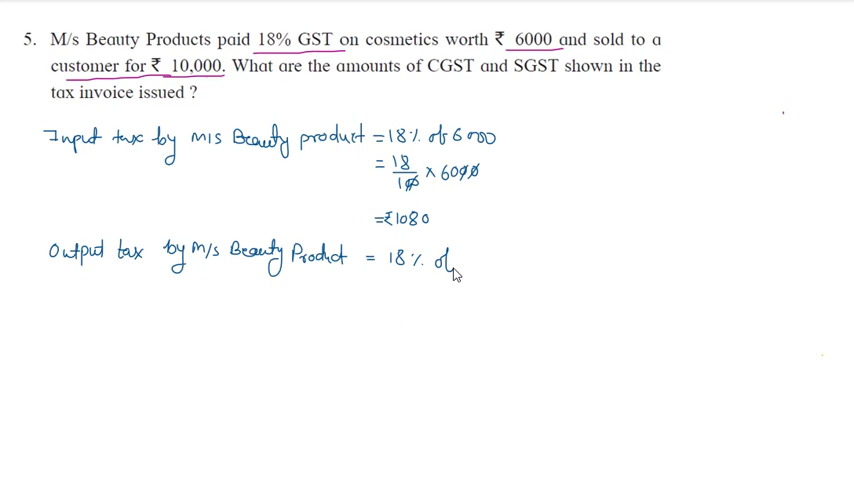 5. M/s Beauty Products paid 18% GST on cosmetics worth ₹ 6000 and sold to a
customer for ₹ 10,000. What are the amounts of CGST and SGST shown in the
tax invoice issued ?
Input tax by M/S Beauty product = 18% of 6000
= 18/100 × 6000
= ₹1080
Output tax by M/s Beauty Product = 18% of